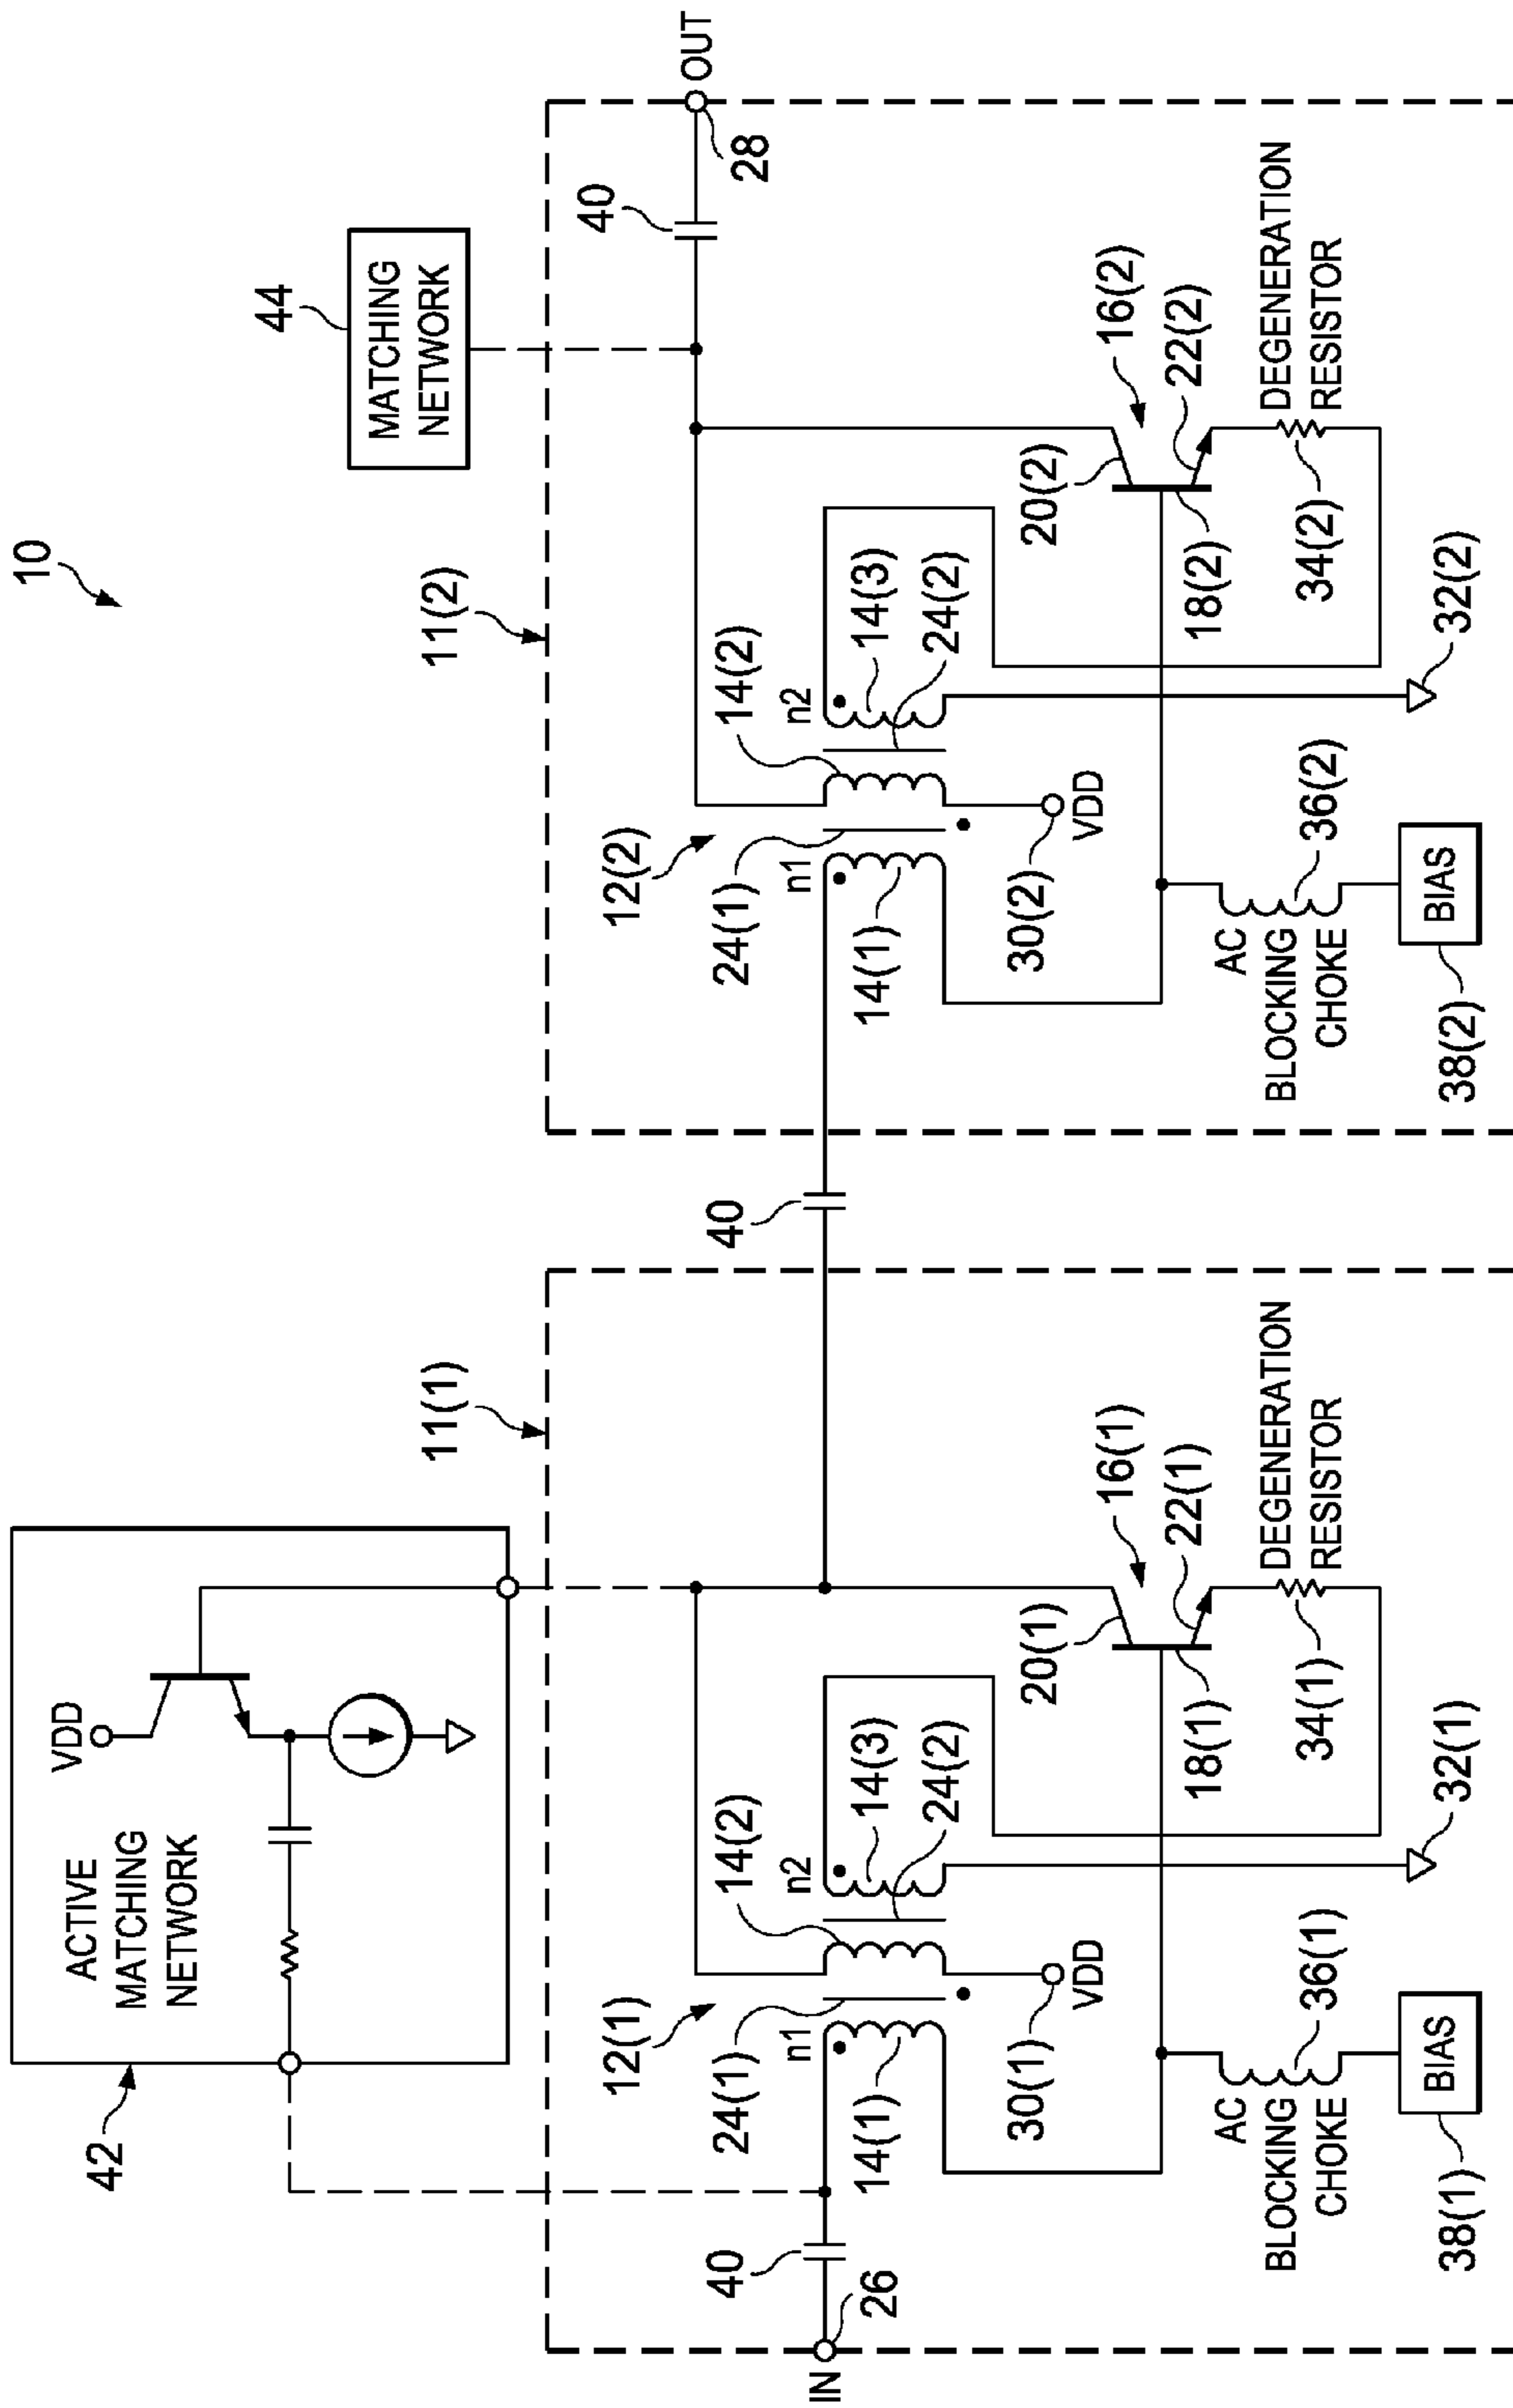 10
42
ACTIVE
MATCHING
NETWORK
VDD
44
MATCHING
NETWORK
11(1)
11(2)
IN
26
40
12(1)
24(1)
n1
14(1)
14(2)
n2
14(3)
24(2)
30(1)
VDD
20(1)
16(1)
18(1)
22(1)
AC
BLOCKING
CHOKE
36(1)
BIAS
38(1)
32(1)
34(1)
DEGENERATION
RESISTOR
40
12(2)
24(1)
n1
14(1)
14(2)
n2
14(3)
24(2)
30(2)
VDD
20(2)
16(2)
18(2)
22(2)
AC
BLOCKING
CHOKE
36(2)
BIAS
38(2)
32(2)
34(2)
DEGENERATION
RESISTOR
40
28
OUT